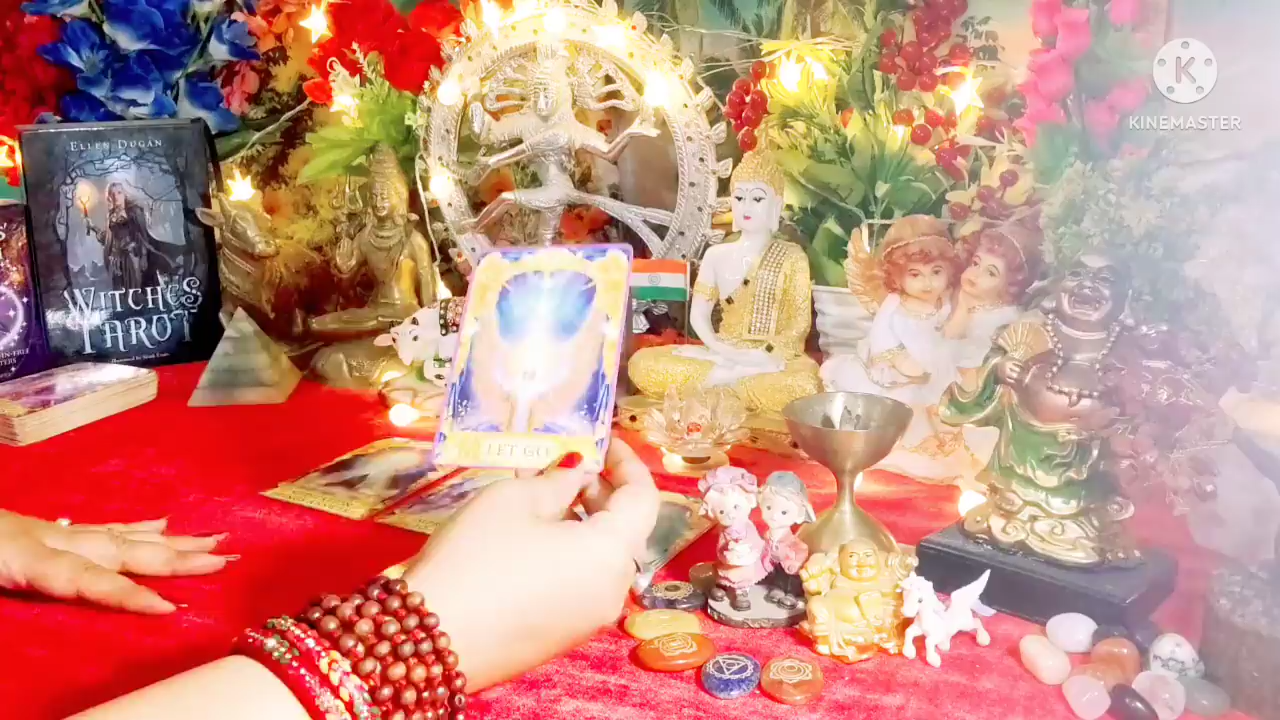 ELLEN DUGAN
WITCHES
TAROT
LET GO
K
KINEMASTER